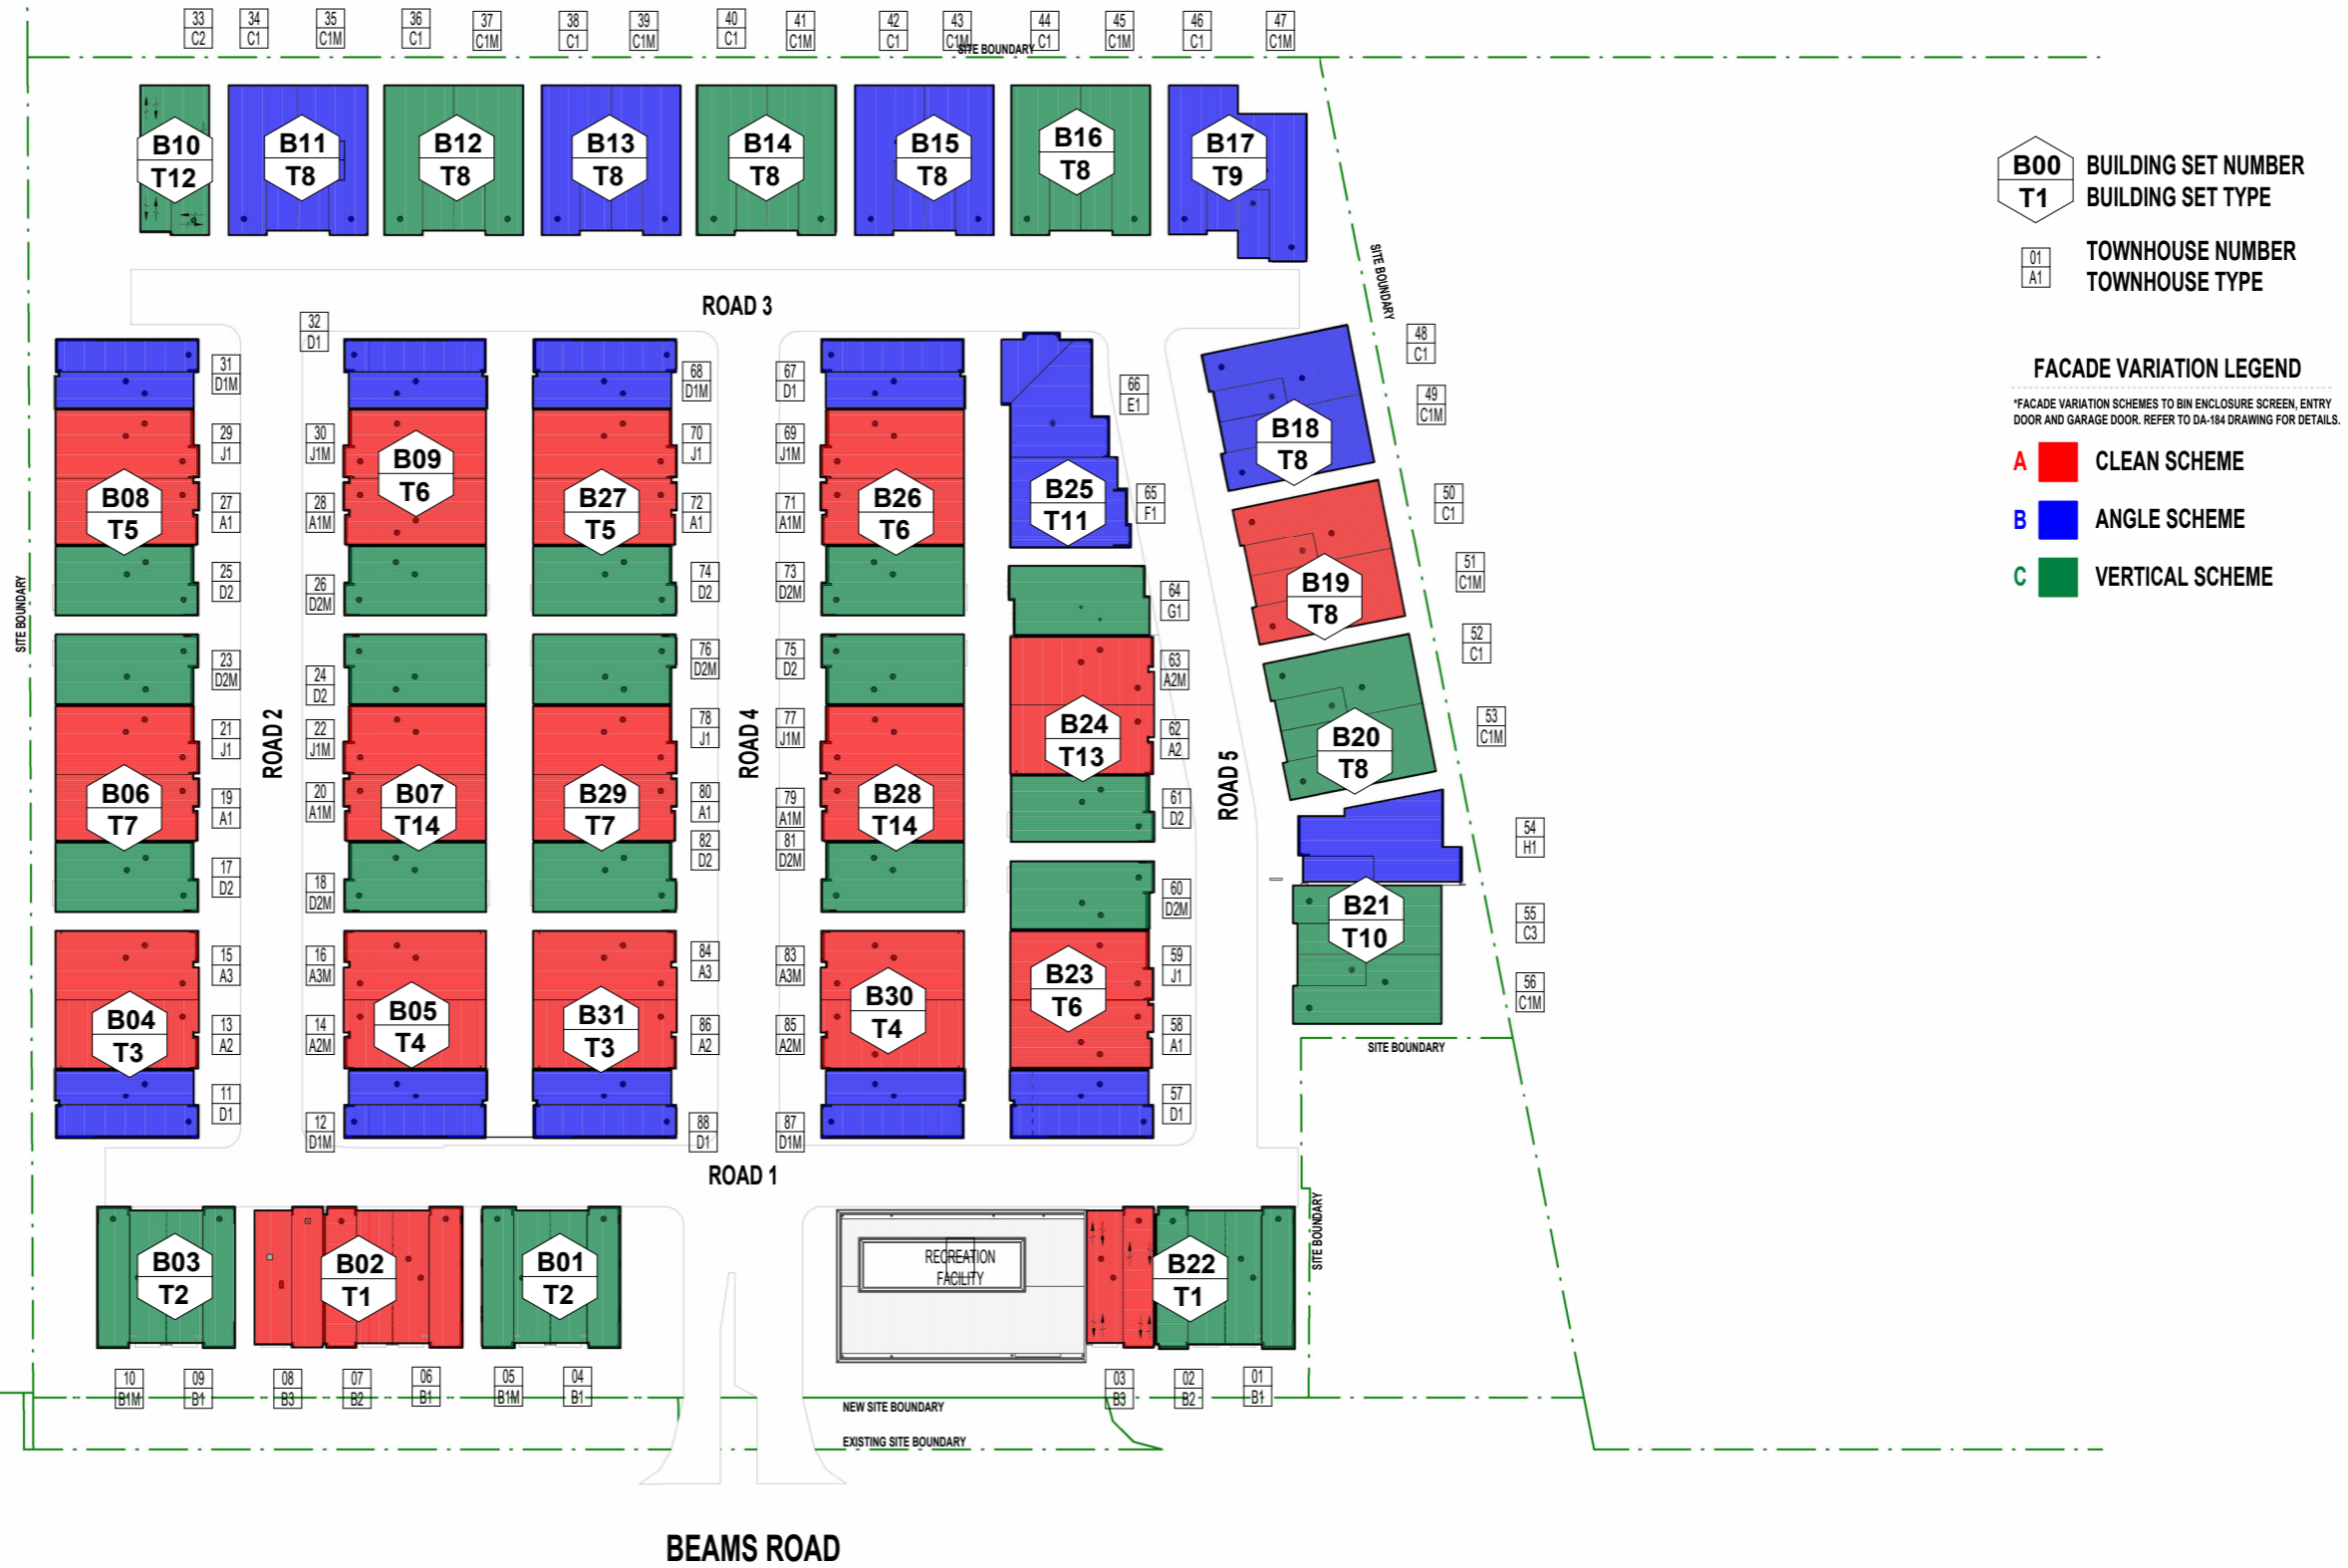 33 34 35 36 37 38 39 40 41 42 43 44 45 46 47
C2 C1 C1M C1 C1M C1 C1M C1 C1M C1 C1M C1 C1M C1 C1M
SITE BOUNDARY
B10 B11 B12 B13 B14 B15 B16 B17
T12 T8 T8 T8 T8 T8 T8 T9
B00 BUILDING SET NUMBER
T1 BUILDING SET TYPE
01 TOWNHOUSE NUMBER
A1 TOWNHOUSE TYPE
SITE BOUNDARY
ROAD 3
FACADE VARIATION LEGEND
*FACADE VARIATION SCHEMES TO BIN ENCLOSURE SCREEN, ENTRY
DOOR AND GARAGE DOOR. REFER TO DA-184 DRAWING FOR DETAILS.
A CLEAN SCHEME
B ANGLE SCHEME
C VERTICAL SCHEME
32
D1
31
D1M
29
J1
27
A1
25
D2
B08
T5
30
J1M
28
A1M
26
D2M
B09
T6
B27
T5
68
D1M
70
J1
72
A1
74
D2
67
D1
69
J1M
71
A1M
73
D2M
B26
T6
66
E1
65
F1
B25
T11
48
C1
49
C1M
B18
T8
50
C1
51
C1M
B19
T8
52
C1
53
C1M
B20
T8
SITE BOUNDARY
23
D2M
21
J1
19
A1
17
D2
B06
T7
ROAD 2
24
D2
22
J1M
20
A1M
18
D2M
B07
T14
B29
T7
76
D2M
78
J1
80
A1
82
D2
ROAD 4
75
D2
77
J1M
79
A1M
81
D2M
B28
T14
64
G1
63
A2M
62
A2
61
D2
B24
T13
ROAD 5
54
H1
55
C3
56
C1M
B21
T10
SITE BOUNDARY
15
A3
13
A2
11
D1
B04
T3
16
A3M
14
A2M
12
D1M
B05
T4
B31
T3
84
A3
86
A2
88
D1
83
A3M
85
A2M
87
D1M
B30
T4
60
D2M
59
J1
58
A1
57
D1
B23
T6
ROAD 1
SITE BOUNDARY
B03 B02 B01 B22
T2 T1 T2 T1
RECREATION
FACILITY
10 09 08 07 06 05 04 03 02 01
B1M B1 B3 B2 B1 B1M B1 B3 B2 B1
NEW SITE BOUNDARY
EXISTING SITE BOUNDARY
BEAMS ROAD